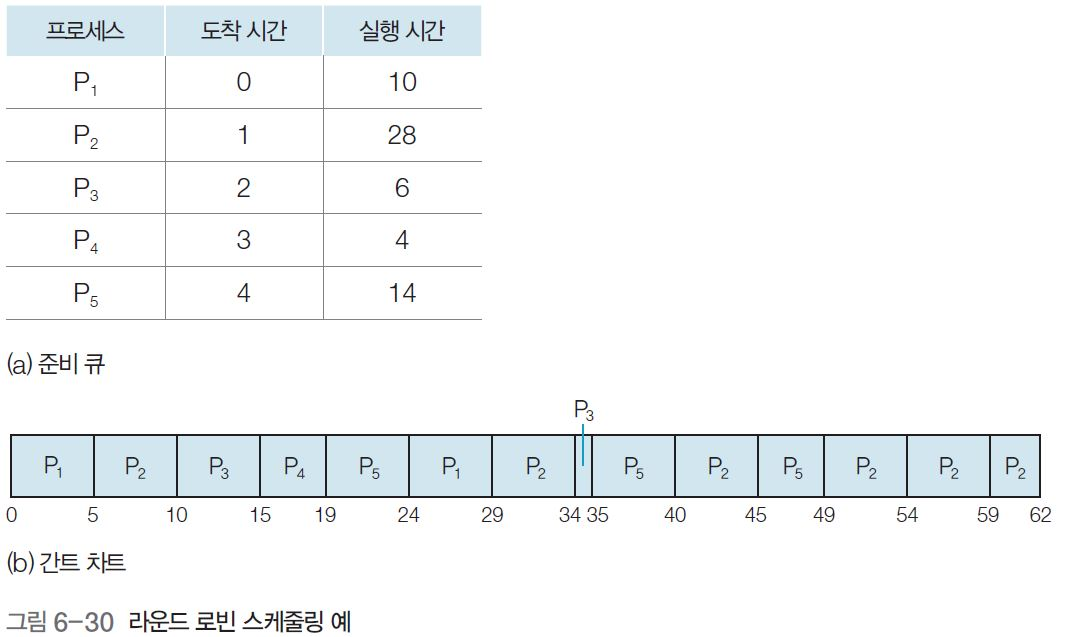 프로세스 도착 시간 실행 시간
P₁ 0 10
P₂ 1 28
P₃ 2 6
P₄ 3 4
P₅ 4 14
(a) 준비 큐
P₃
P₁ P₂ P₃ P₄ P₅ P₁ P₂ P₅ P₂ P₅ P₂ P₂ P₂
0 5 10 15 19 24 29 34 35 40 45 49 54 59 62
(b) 간트 차트
그림 6-30 라운드 로빈 스케줄링 예